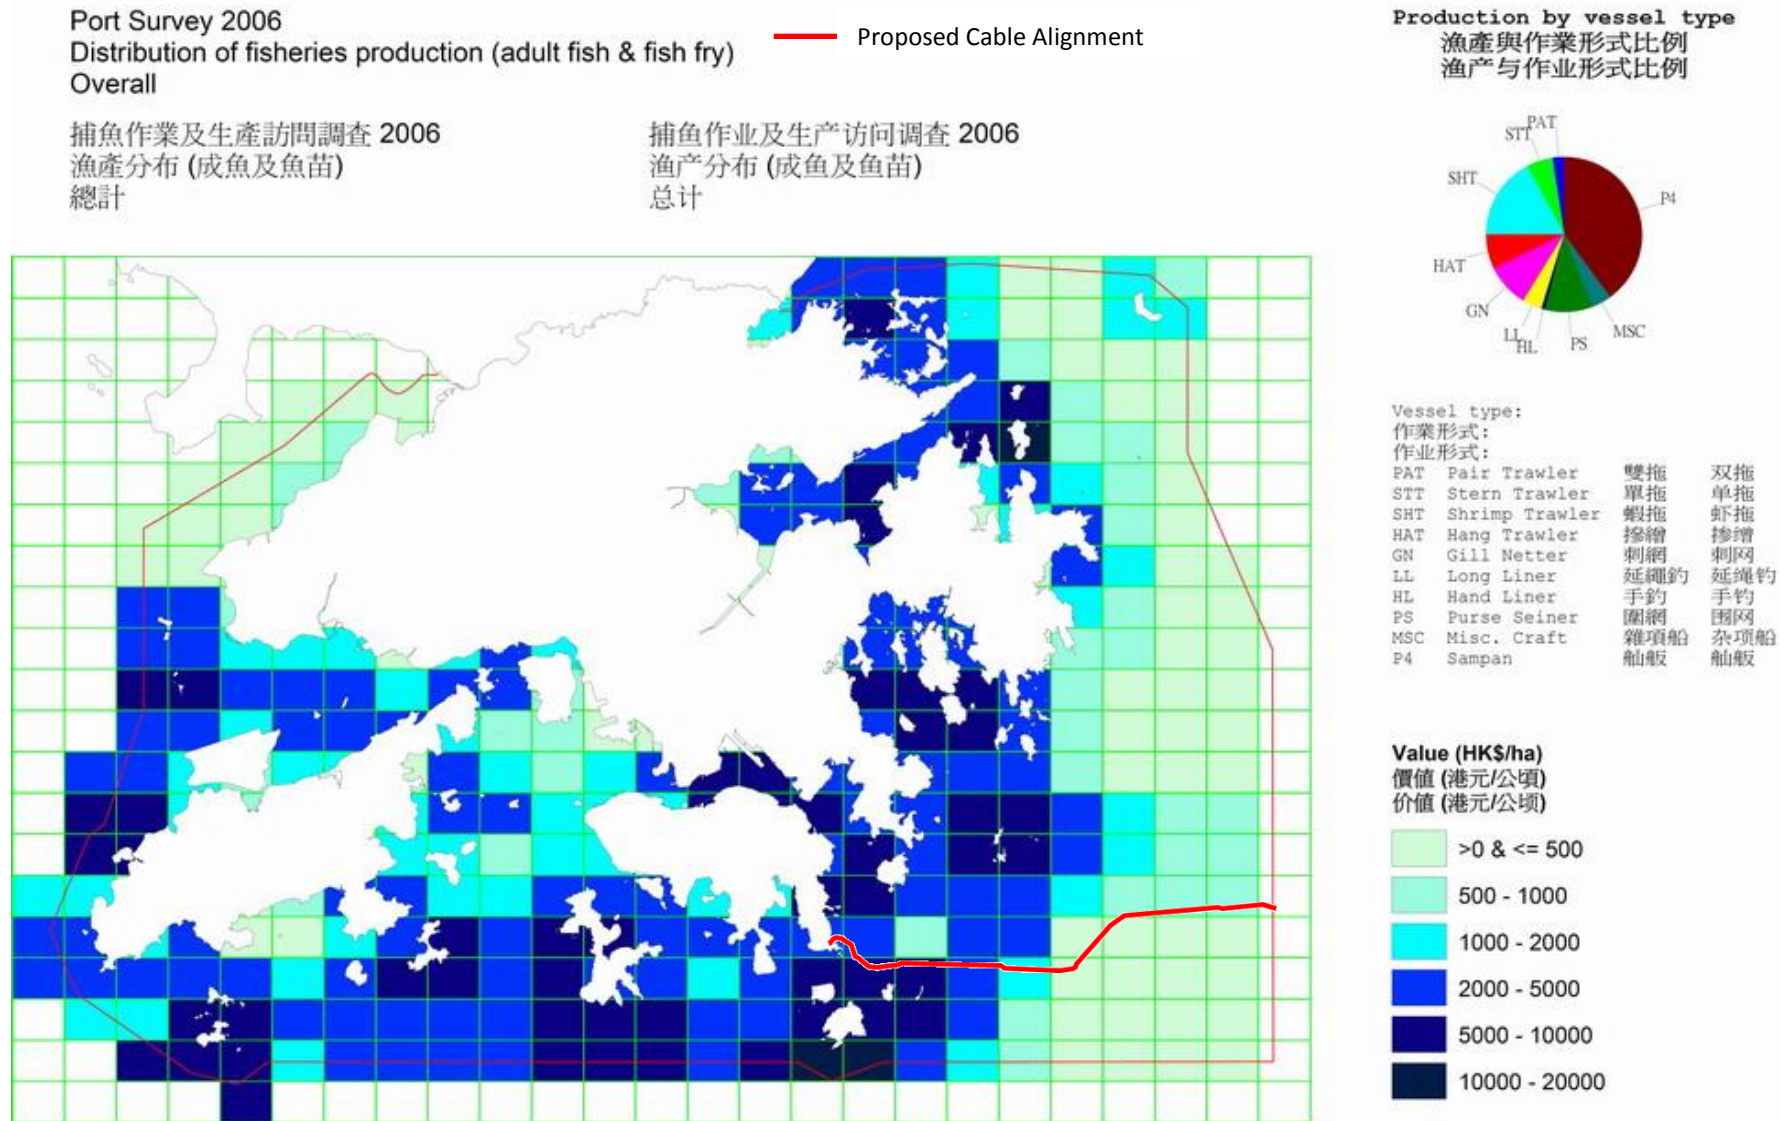 Port Survey 2006
Distribution of fisheries production (adult fish & fish fry)
Overall
Proposed Cable Alignment
捕魚作業及生產訪問調查 2006
漁產分布 (成魚及魚苗)
總計
捕鱼作业及生产访问调查 2006
渔产分布 (成鱼及鱼苗)
总计
Production by vessel type
漁產與作業形式比例
渔产与作业形式比例
PAT
STT
SHT
P4
HAT
GN
LL
HL
PS
MSC
Vessel type:
作業形式:
作业形式:
PAT Pair Trawler 雙拖 双拖
STT Stern Trawler 單拖 单拖
SHT Shrimp Trawler 蝦拖 虾拖
HAT Hang Trawler 摻繒 掺缯
GN Gill Netter 刺網 刺网
LL Long Liner 延繩釣 延绳钓
HL Hand Liner 手釣 手钓
PS Purse Seiner 圍網 围网
MSC Misc. Craft 雜項船 杂项船
P4 Sampan 舢舨 舢舨
Value (HK$/ha)
價值 (港元/公頃)
价值 (港元/公顷)
>0 & <= 500
500 - 1000
1000 - 2000
2000 - 5000
5000 - 10000
10000 - 20000